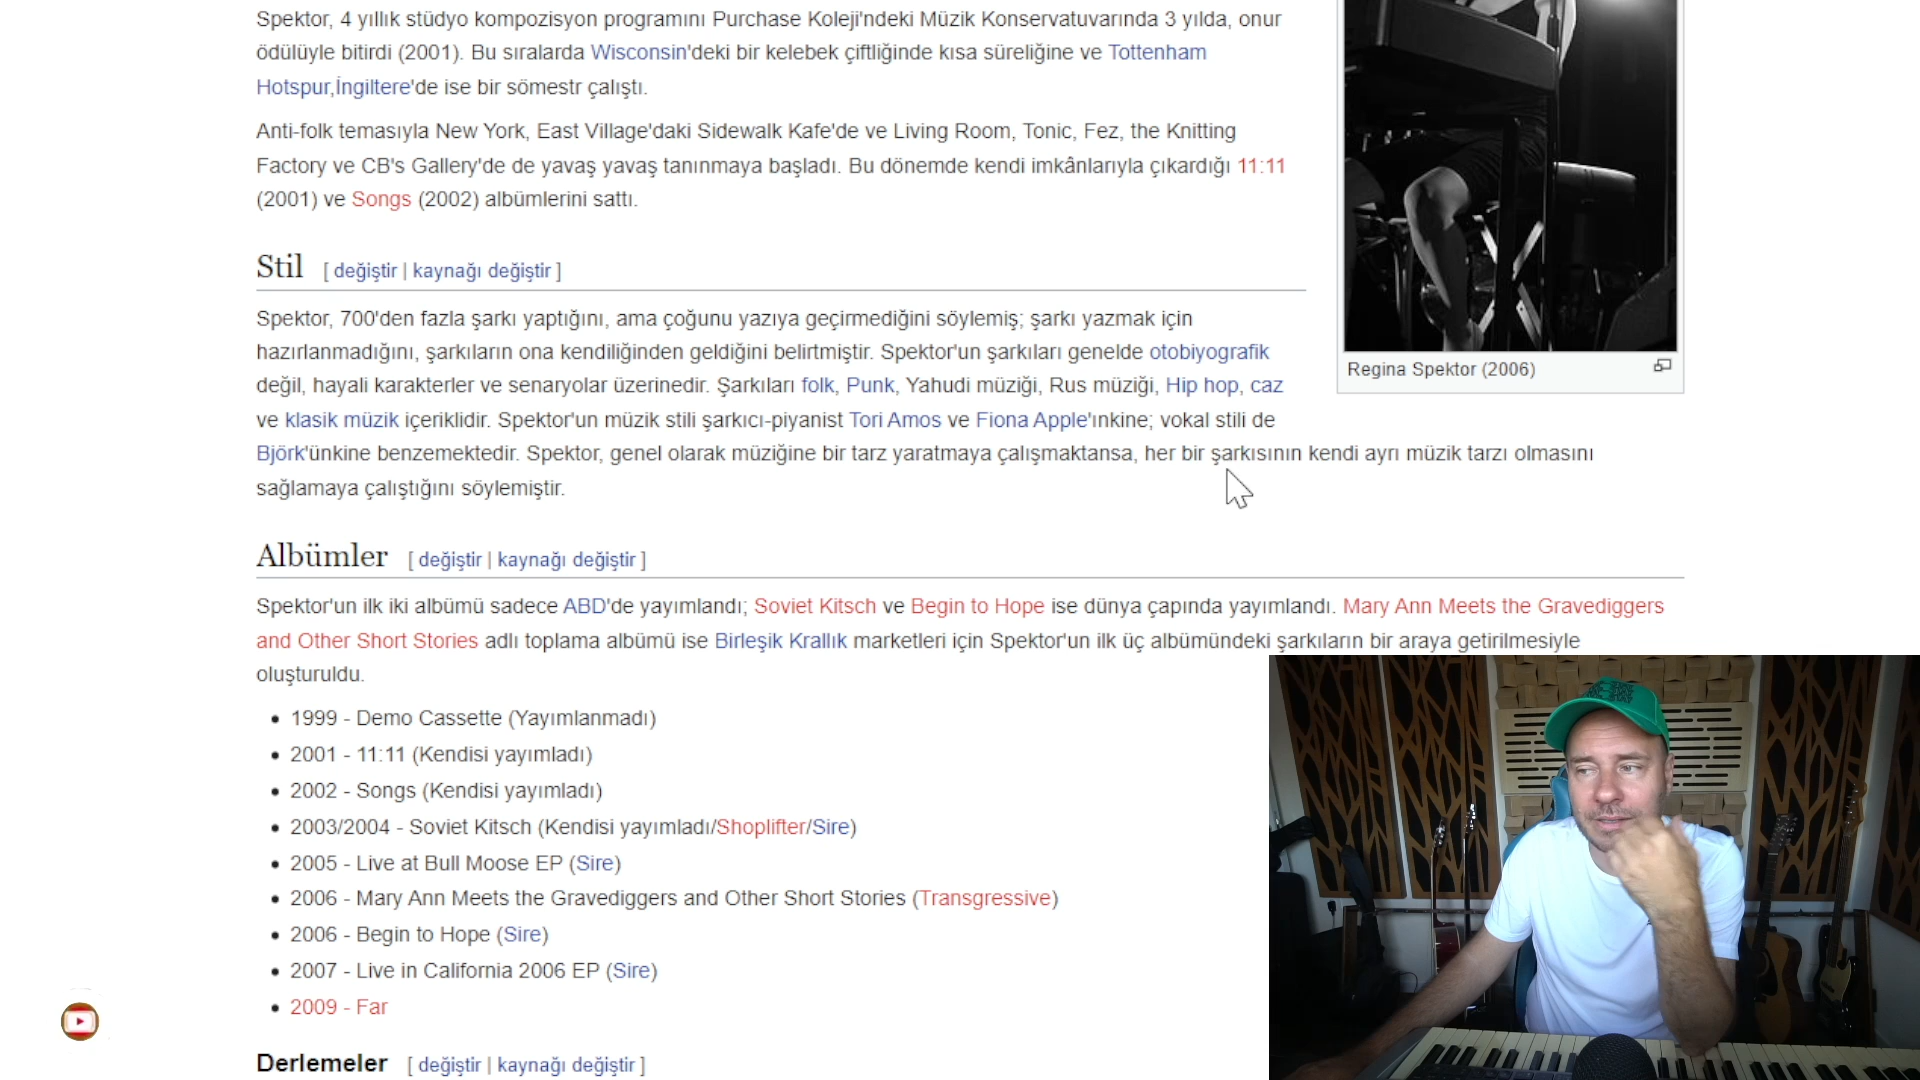 Spektor, 4 yıllık stüdyo kompozisyon programını Purchase Koleji'ndeki Müzik Konservatuvarında 3 yılda, onur
ödülüyle bitirdi (2001). Bu sıralarda Wisconsin'deki bir kelebek çiftliğinde kısa süreliğine ve Tottenham
Hotspur,İngiltere'de ise bir sömestr çalıştı.
Anti-folk temasıyla New York, East Village'daki Sidewalk Kafe'de ve Living Room, Tonic, Fez, the Knitting
Factory ve CB's Gallery'de de yavaş yavaş tanınmaya başladı. Bu dönemde kendi imkânlarıyla çıkardığı 11:11
(2001) ve Songs (2002) albümlerini sattı.
Regina Spektor (2006)
Stil [ değiştir | kaynağı değiştir ]
Spektor, 700'den fazla şarkı yaptığını, ama çoğunu yazıya geçirmediğini söylemiş; şarkı yazmak için
hazırlanmadığını, şarkıların ona kendiliğinden geldiğini belirtmiştir. Spektor'un şarkıları genelde otobiyografik
değil, hayali karakterler ve senaryolar üzerinedir. Şarkıları folk, Punk, Yahudi müziği, Rus müziği, Hip hop, caz
ve klasik müzik içeriklidir. Spektor'un müzik stili şarkıcı-piyanist Tori Amos ve Fiona Apple'ınkine; vokal stili de
Björk'ünkine benzemektedir. Spektor, genel olarak müziğine bir tarz yaratmaya çalışmaktansa, her bir şarkısının kendi ayrı müzik tarzı olmasını
sağlamaya çalıştığını söylemiştir.
Albümler [ değiştir | kaynağı değiştir ]
Spektor'un ilk iki albümü sadece ABD'de yayımlandı; Soviet Kitsch ve Begin to Hope ise dünya çapında yayımlandı. Mary Ann Meets the Gravediggers
and Other Short Stories adlı toplama albümü ise Birleşik Krallık marketleri için Spektor'un ilk üç albümündeki şarkıların bir araya getirilmesiyle
oluşturuldu.
• 1999 - Demo Cassette (Yayımlanmadı)
• 2001 - 11:11 (Kendisi yayımladı)
• 2002 - Songs (Kendisi yayımladı)
• 2003/2004 - Soviet Kitsch (Kendisi yayımladı/Shoplifter/Sire)
• 2005 - Live at Bull Moose EP (Sire)
• 2006 - Mary Ann Meets the Gravediggers and Other Short Stories (Transgressive)
• 2006 - Begin to Hope (Sire)
• 2007 - Live in California 2006 EP (Sire)
• 2009 - Far
Derlemeler [ değiştir | kaynağı değiştir ]